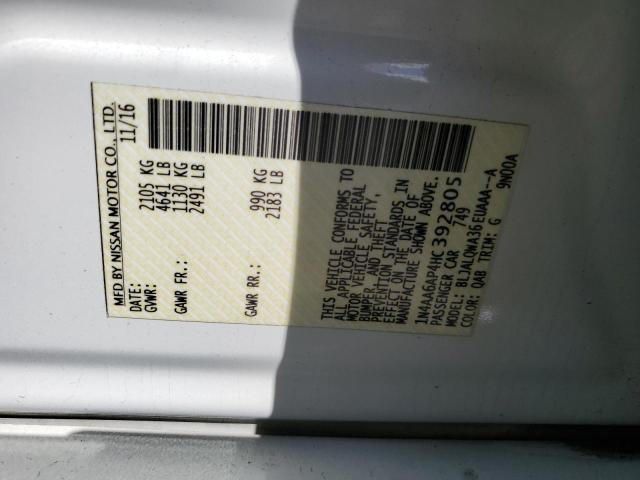 MFD BY NISSAN MOTOR CO., LTD.
DATE: 11/16
GVWR: 2105 KG
4641 LB
GAWR FR.: 1130 KG
2491 LB
GAWR RR.: 990 KG
2183 LB
THIS VEHICLE CONFORMS TO
ALL APPLICABLE FEDERAL
MOTOR VEHICLE SAFETY,
BUMPER, AND THEFT
PREVENTION STANDARDS IN
EFFECT ON THE DATE OF
MANUFACTURE SHOWN ABOVE.
1N4AA6AP4HC392805
PASSENGER CAR 749
MODEL: BLJALQWA36EUAAA--A
COLOR: QAB TRIM: G 9N00A